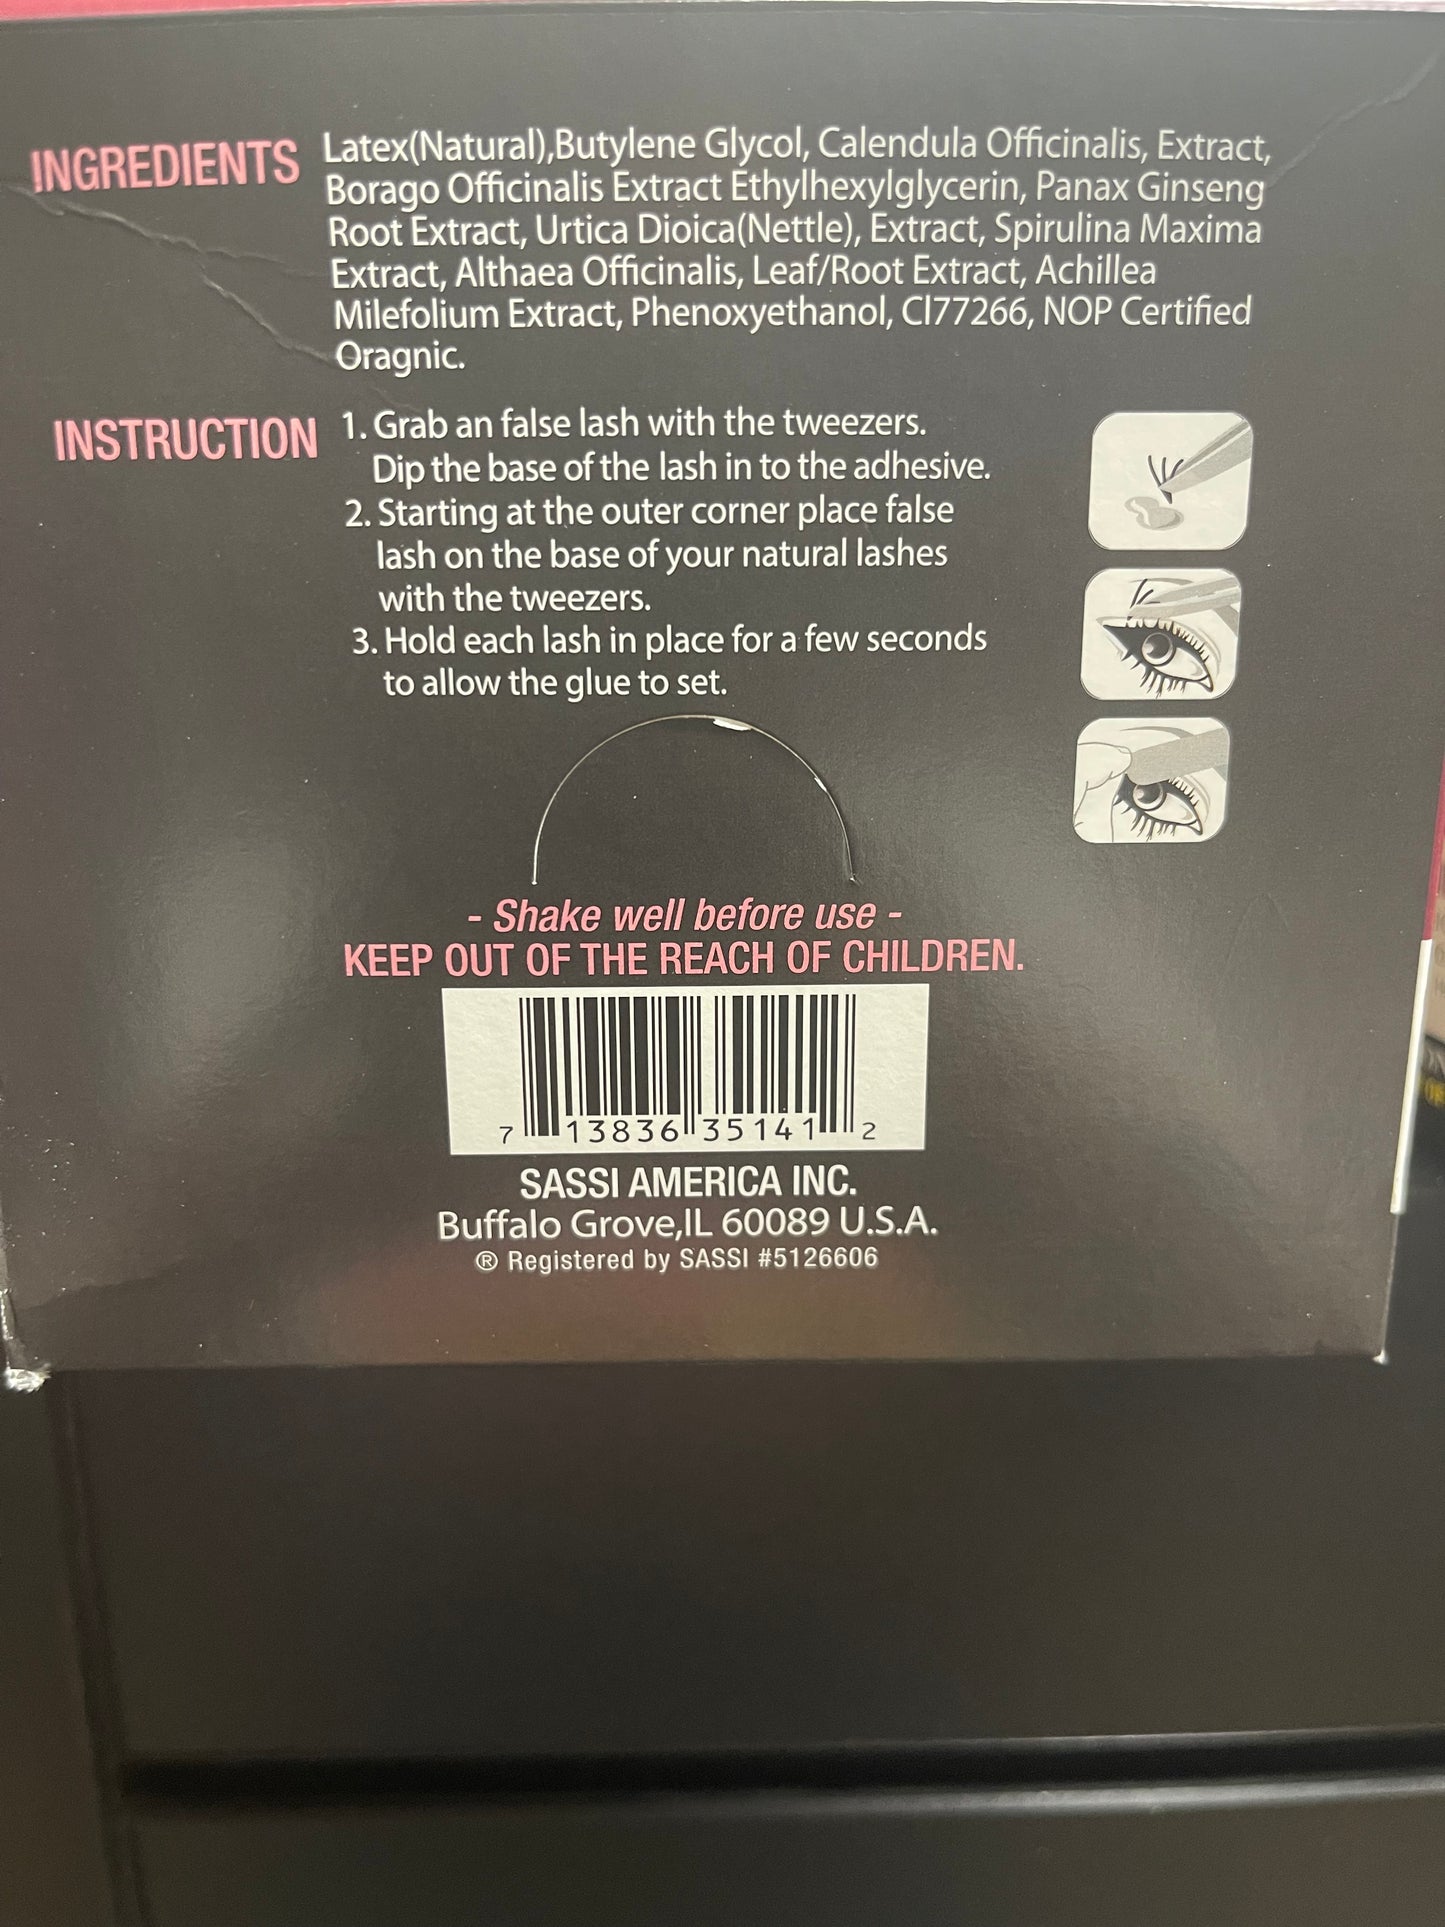 INGREDIENTS
Latex(Natural),Butylene Glycol, Calendula Officinalis, Extract,
Borago Officinalis Extract Ethylhexylglycerin, Panax Ginseng
Root Extract, Urtica Dioica(Nettle), Extract, Spirulina Maxima
Extract, Althaea Officinalis, Leaf/Root Extract, Achillea
Milefolium Extract, Phenoxyethanol, CI77266, NOP Certified
Oragnic.
INSTRUCTION
1. Grab an false lash with the tweezers.
Dip the base of the lash in to the adhesive.
2. Starting at the outer corner place false
lash on the base of your natural lashes
with the tweezers.
3. Hold each lash in place for a few seconds
to allow the glue to set.
- Shake well before use -
KEEP OUT OF THE REACH OF CHILDREN.
7 13836 35141 2
SASSI AMERICA INC.
Buffalo Grove,IL 60089 U.S.A.
® Registered by SASSI #5126606